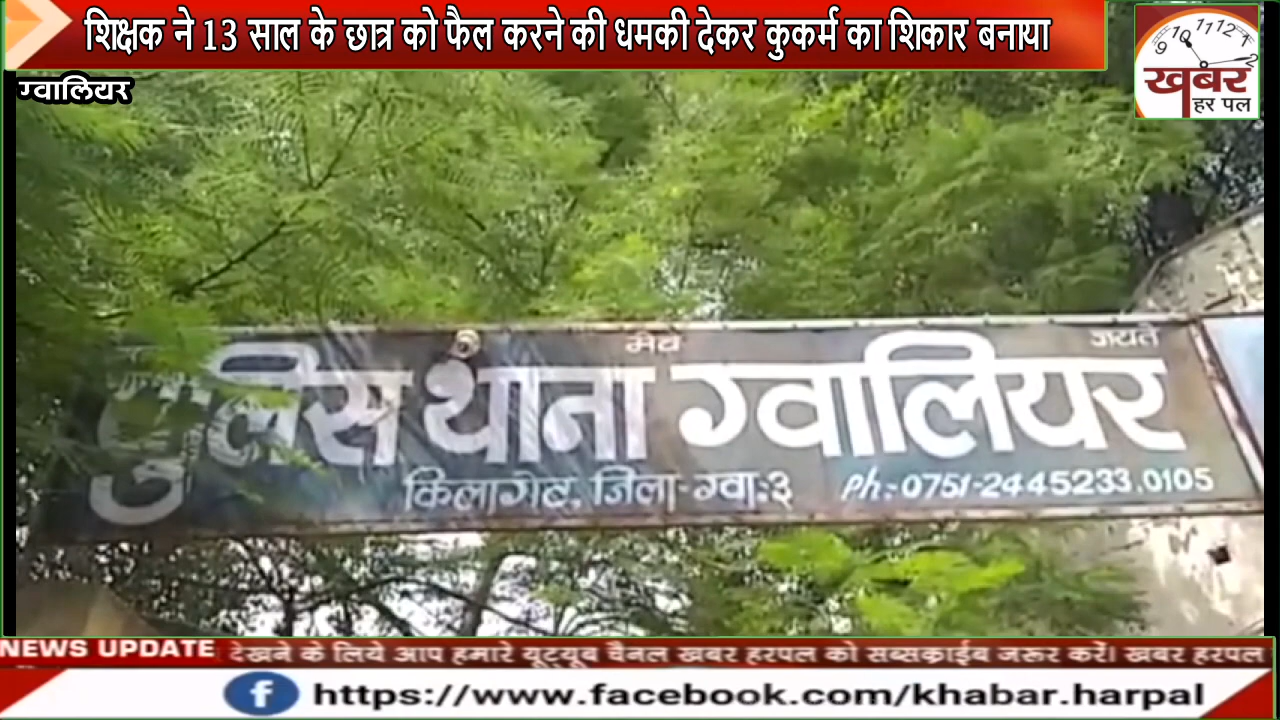 शिक्षक ने 13 साल के छात्र को फैल करने की धमकी देकर कुकर्म का शिकार बनाया
9 10 11 12 1 2
खबर
हर पल
ग्वालियर
मेव जयते
पुलिस थाना ग्वालियर
किलागेट, जिला-ग्वा:३ Ph:-0751-2445233,0105
NEWS UPDATE देखने के लिये आप हमारे यूट्यूब चैनल खबर हरपल को सब्सक्राईब जरूर करें। खबर हरपल
https://www.facebook.com/khabar.harpal